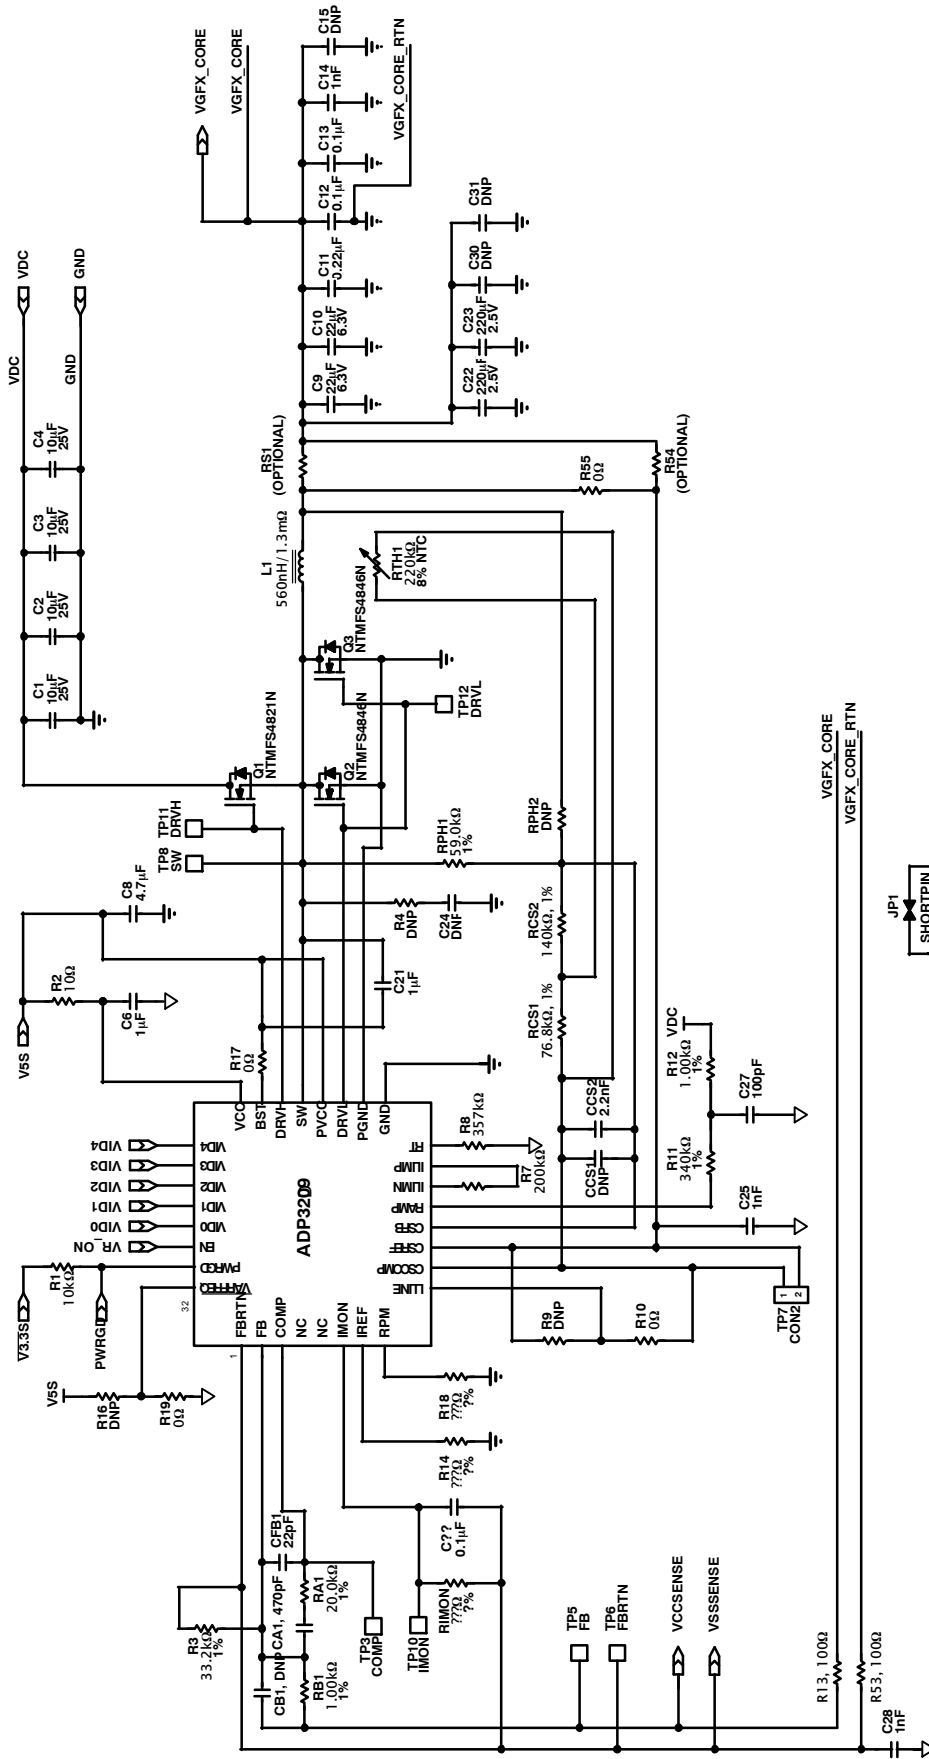 VDC
VDC
GND
GND
C1
10µF
25V
C2
10µF
25V
C3
10µF
25V
C4
10µF
25V
VGFX_CORE
VGFX_CORE
C15
DNP
C14
1nF
C13
0.1µF
C12
0.1µF
C11
0.22µF
C10
22µF
6.3V
C9
22µF
6.3V
VGFX_CORE_RTN
C31
DNP
C30
DNP
C23
220µF
2.5V
C22
220µF
2.5V
RS1
(OPTIONAL)
R55
0Ω
R54
(OPTIONAL)
L1
560nH/1.3mΩ
RTH1
220kΩ
8% NTC
Q1
NTMFS4821N
Q2
NTMFS4846N
Q3
NTMFS4846N
TP11
DRVH
TP8
SW
TP12
DRVL
V5S
R2
10Ω
C8
4.7µF
C6
1µF
R17
0Ω
C21
1µF
R4
DNP
C24
DNP
RPH1
59.0kΩ
1%
RPH2
DNP
RCS2
140kΩ, 1%
RCS1
76.8kΩ, 1%
CCS2
2.2nF
CCS1
DNP
VID4
VID3
VID2
VID1
VID0
VR_ON
VID4
VID3
VID2
VID1
VID0
EN
PWRGD
VARFREQ
32
1
ADP3209
VCC
BST
DRVH
SW
PVCC
DRVL
PGND
GND
FBRTN
FB
COMP
NC
NC
IMON
IREF
RPM
RT
ILIMP
ILIMN
RAMP
CSFB
CSREF
CSCOMP
LLINE
V3.3S
R1
10kΩ
PWRGD
V5S
R16
DNP
R19
0Ω
R8
357kΩ
R7
200kΩ
R12
1.00kΩ
1%
VDC
R11
340kΩ
1%
C27
100pF
C25
1nF
R9
DNP
R10
0Ω
TP7
CON2
1
2
R18
???Ω
?%
R14
???Ω
?%
C??
0.1µF
RIMON
???Ω
?%
TP10
IMON
TP3
COMP
CFB1
22pF
RA1
20.0kΩ
1%
R3
33.2kΩ
1%
CB1, DNP
CA1, 470pF
RB1
1.00kΩ
1%
TP5
FB
TP6
FBRTN
VCCSENSE
VSSSENSE
R13, 100Ω
R53, 100Ω
C28
1nF
VGFX_CORE
VGFX_CORE_RTN
JP1
SHORTPIN